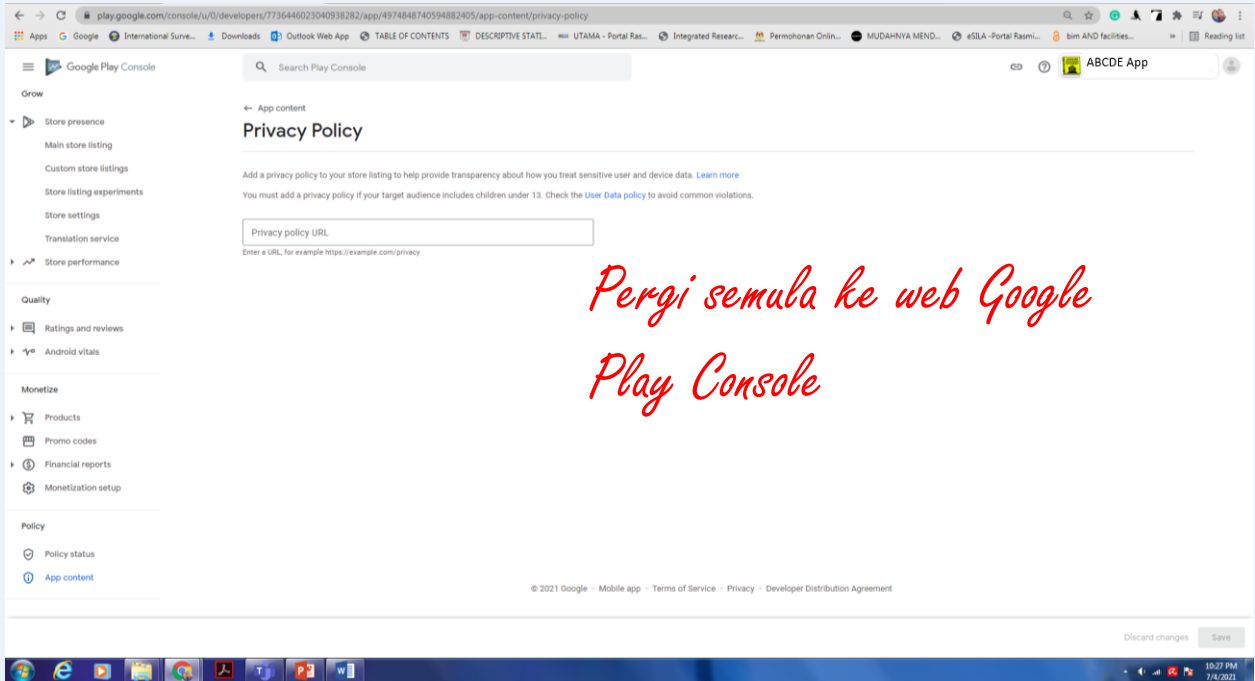 play.google.com/console/u/0/developers/7736446023040938282/app/4974848740594882405/app-content/privacy-policy
Apps Google International Surve... Downloads Outlook Web App TABLE OF CONTENTS DESCRIPTIVE STATI... UTAMA - Portal Ras... Integrated Researc... Permohonan Onlin... MUDAHNYA MEND... eSILA -Portal Rasmi... bim AND facilities... » Reading list
Google Play Console
Search Play Console
ABCDE App
Grow
Store presence
Main store listing
Custom store listings
Store listing experiments
Store settings
Translation service
Store performance
Quality
Ratings and reviews
Android vitals
Monetize
Products
Promo codes
Financial reports
Monetization setup
Policy
Policy status
App content
← App content
Privacy Policy
Add a privacy policy to your store listing to help provide transparency about how you treat sensitive user and device data. Learn more
You must add a privacy policy if your target audience includes children under 13. Check the User Data policy to avoid common violations.
Privacy policy URL
Enter a URL, for example https://example.com/privacy
Pergi semula ke web Google
Play Console
© 2021 Google · Mobile app · Terms of Service · Privacy · Developer Distribution Agreement
Discard changes Save
10:27 PM
7/4/2021